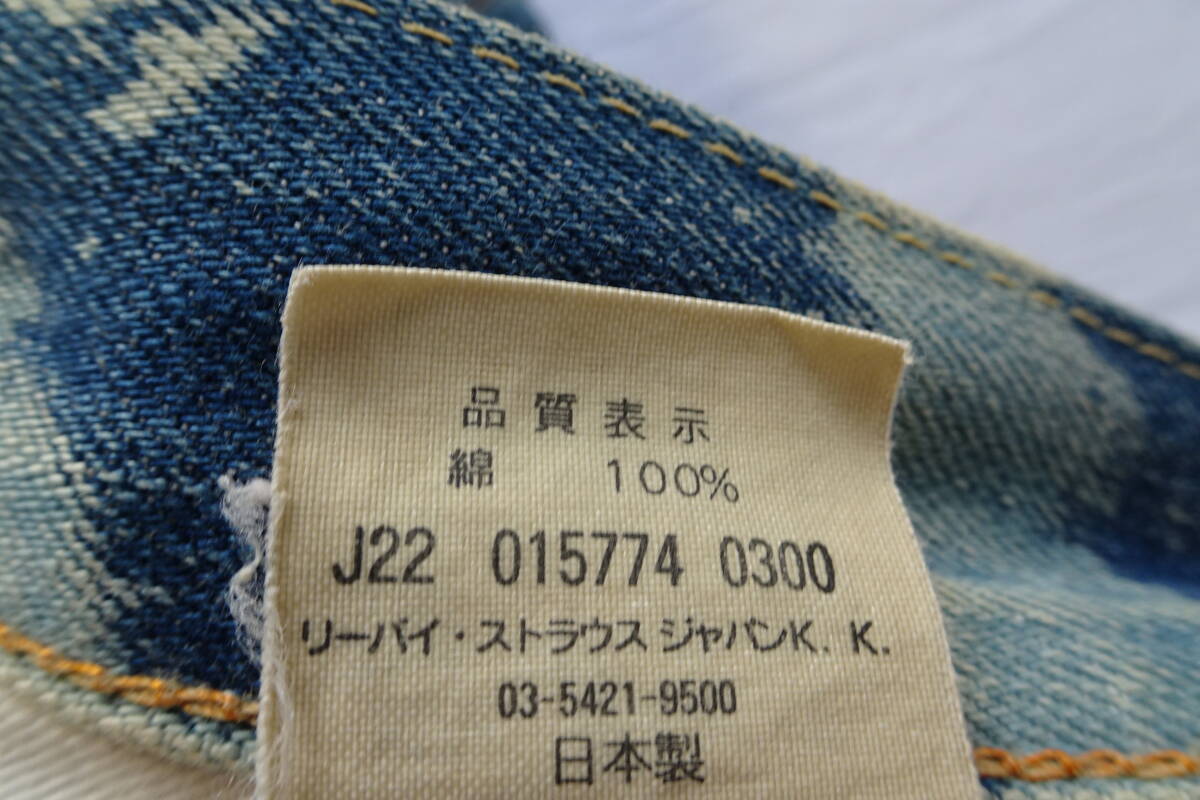 品質表示
綿 100%
J22 015774 0300
リーバイ・ストラウス ジャパンK. K.
03-5421-9500
日本製